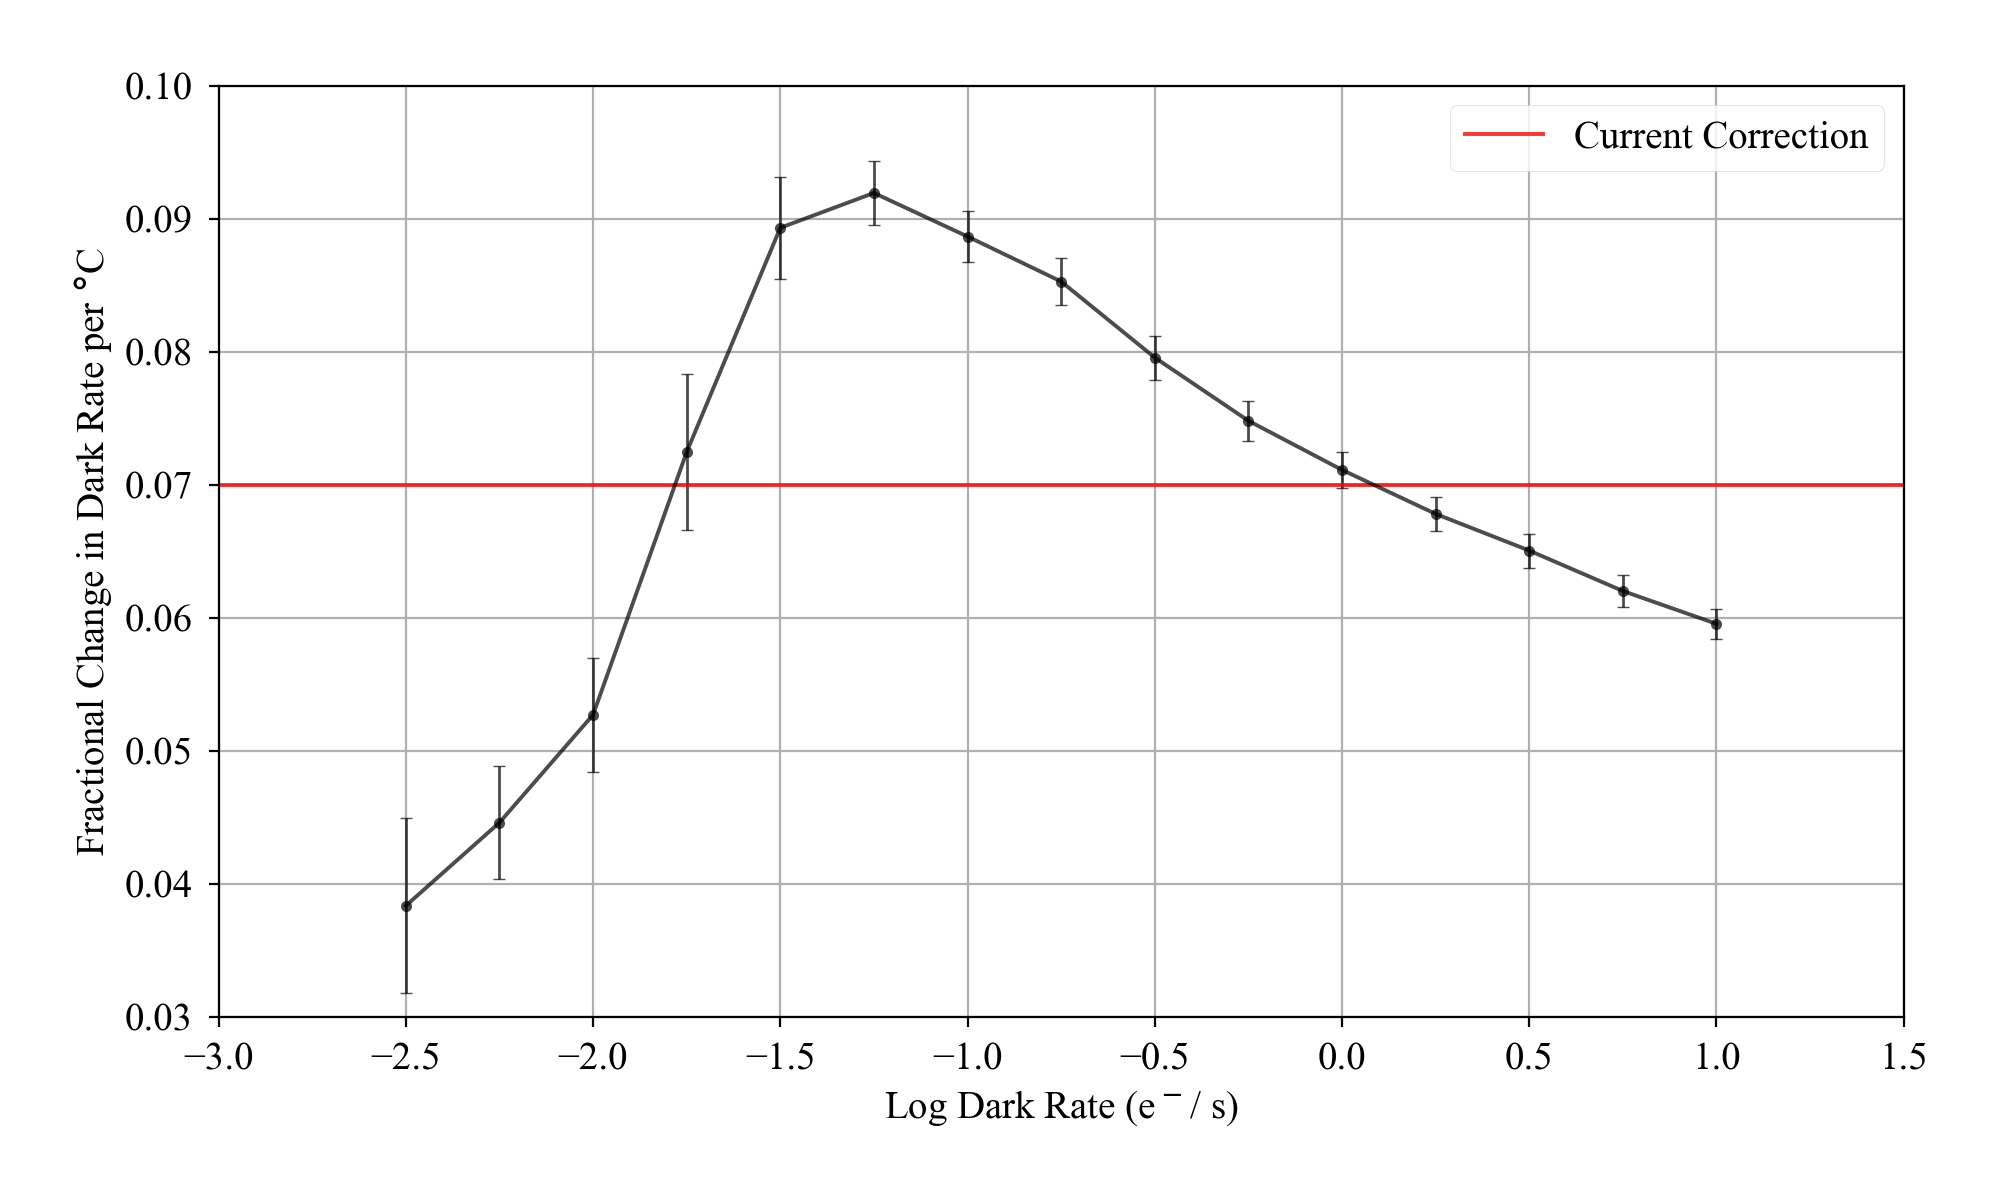 0.10
0.09
0.08
0.07
0.06
0.05
0.04
0.03
Fractional Change in Dark Rate per °C
Current Correction
−3.0 −2.5 −2.0 −1.5 −1.0 −0.5 0.0 0.5 1.0 1.5
Log Dark Rate (e⁻ / s)